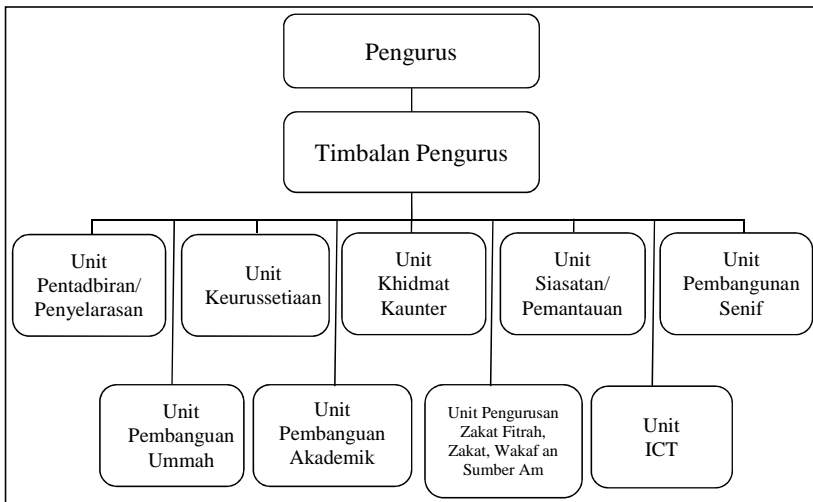 Pengurus
Timbalan Pengurus
Unit
Pentadbiran/
Penyelarasan
Unit
Keurussetiaan
Unit
Khidmat
Kaunter
Unit
Siasatan/
Pemantauan
Unit
Pembangunan
Senif
Unit
Pembanguan
Ummah
Unit
Pembanguan
Akademik
Unit Pengurusan
Zakat Fitrah,
Zakat, Wakaf an
Sumber Am
Unit
ICT